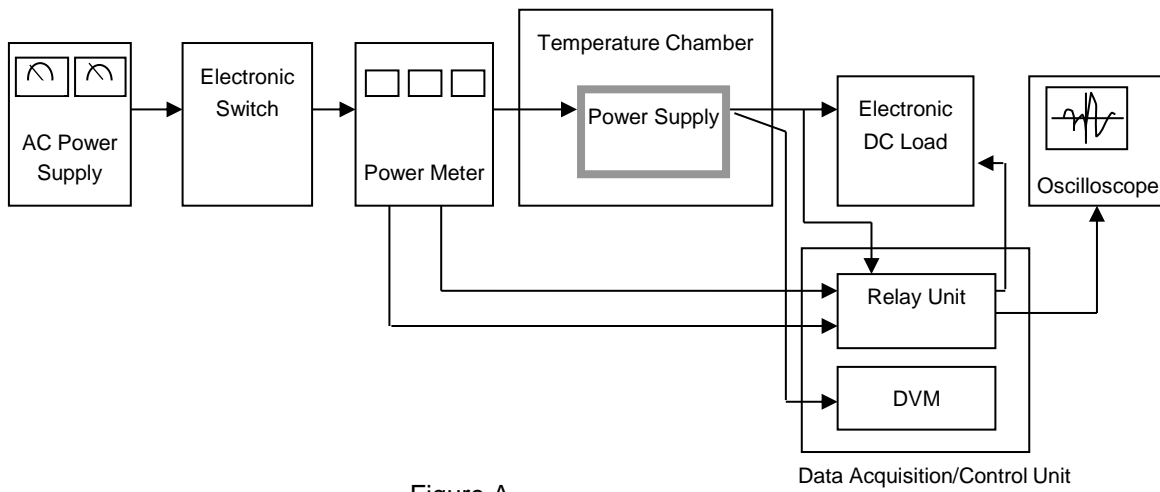 Temperature Chamber
Electronic
Switch
Power Supply
Electronic
DC Load
AC Power
Supply
Power Meter
Oscilloscope
Relay Unit
DVM
Data Acquisition/Control Unit
Figure A